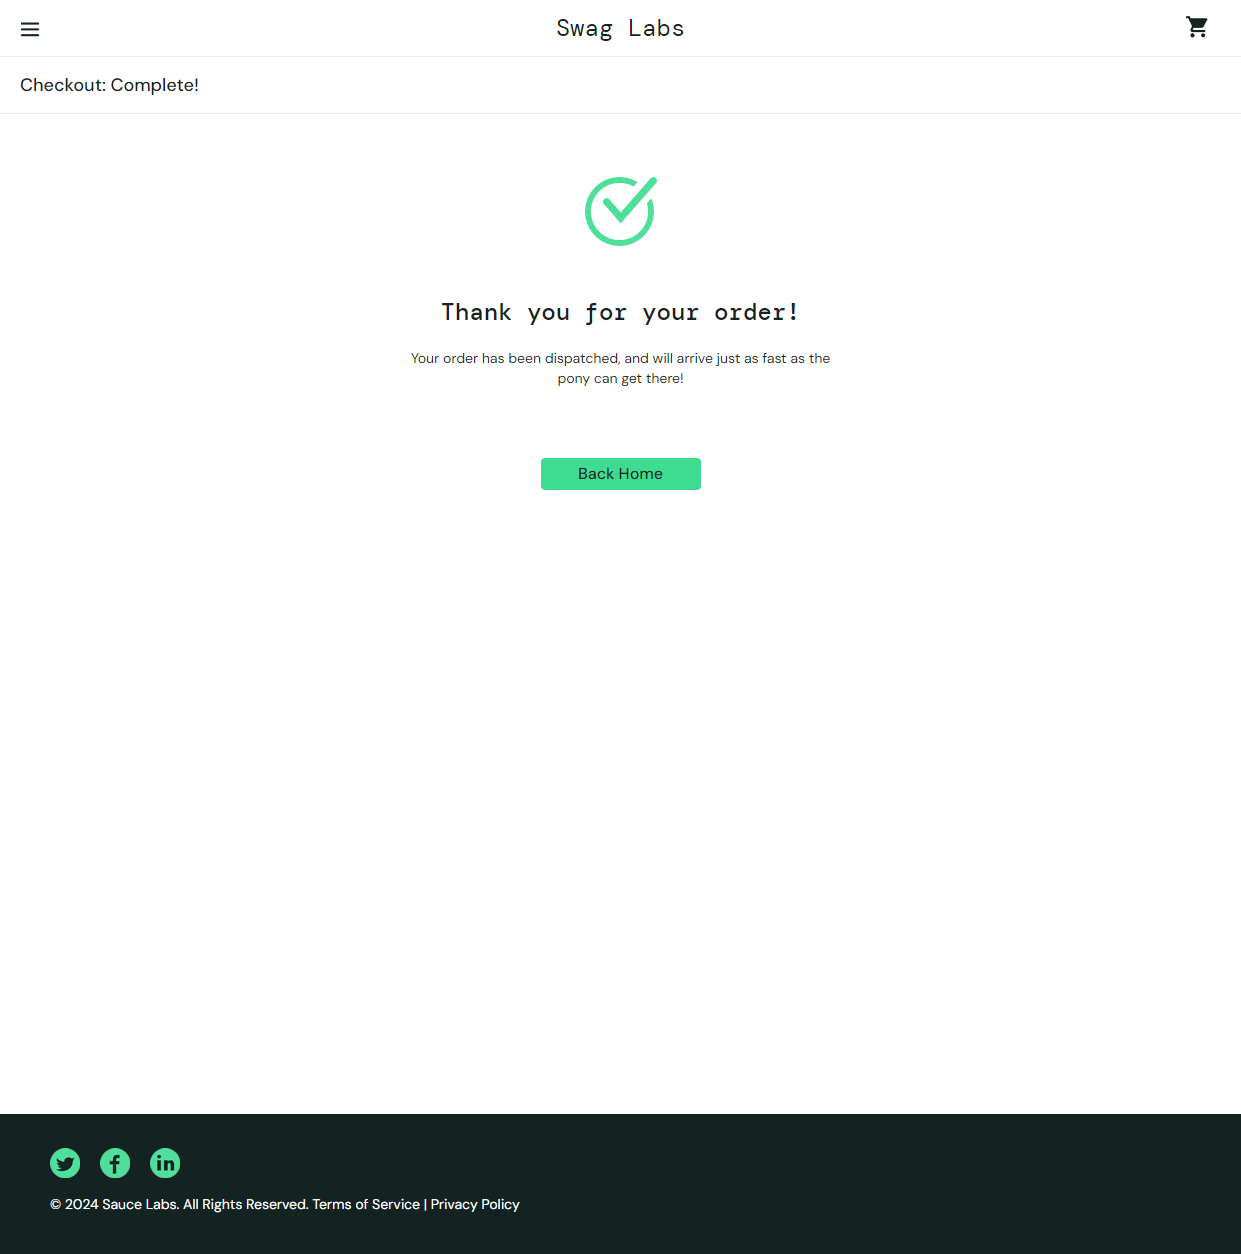 Swag Labs
Checkout: Complete!
Thank you for your order!
Your order has been dispatched, and will arrive just as fast as the
pony can get there!
Back Home
© 2024 Sauce Labs. All Rights Reserved. Terms of Service | Privacy Policy